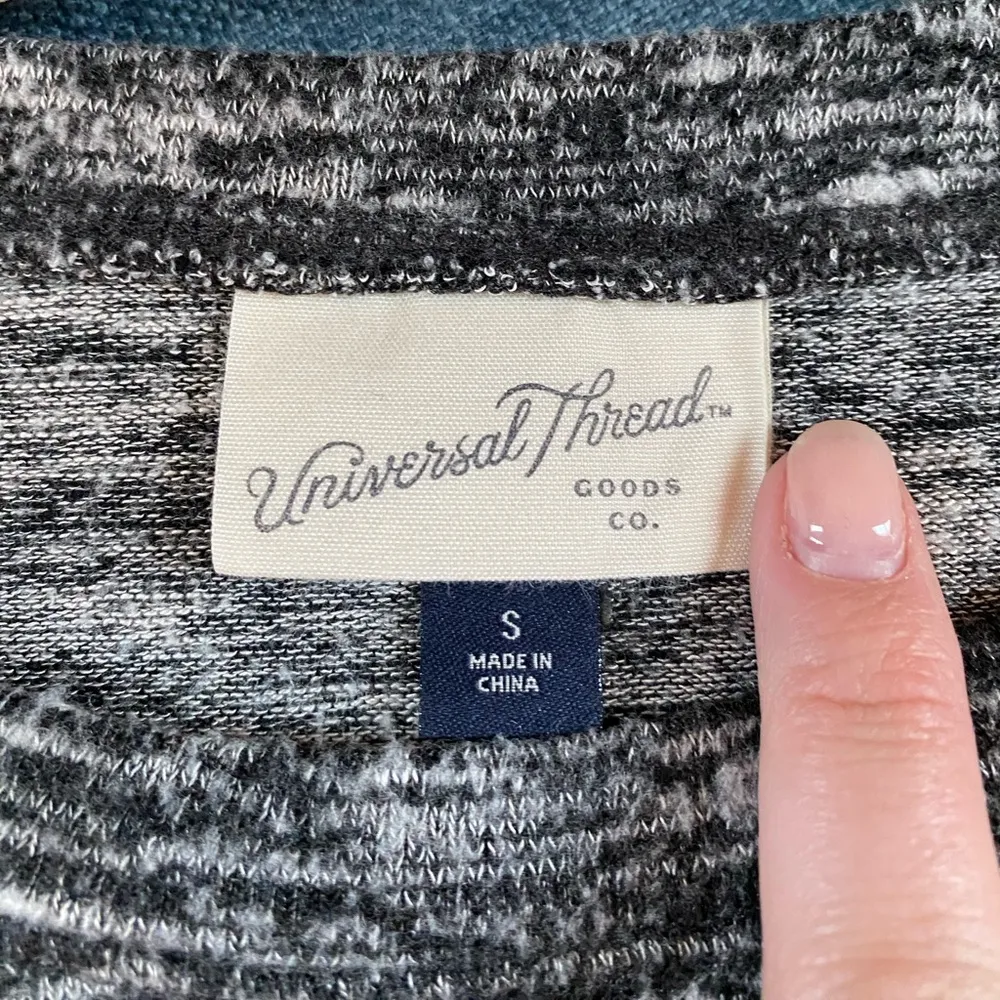 Universal Thread™
GOODS
CO.
S
MADE IN
CHINA